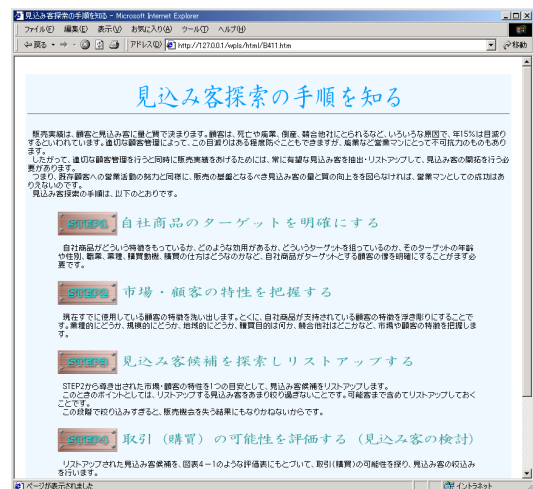 見込み客探索の手順を知る - Microsoft Internet Explorer
ファイル(F) 編集(E) 表示(V) お気に入り(A) ツール(T) ヘルプ(H)
戻る アドレス(D) http://127.0.0.1/wpls/html/B411.htm 移動
見込み客探索の手順を知る
販売実績は、顧客と見込み客に量と質で決まります。顧客は、死亡や廃業、倒産、競合他社にとられるなど、いろいろな原因で、年15%は目減り
するといわれています。適切な顧客管理によって、この目減りはある程度防ぐこともできますが、廃業など営業マンにとって不可抗力のものもあり
ます。
したがって、適切な顧客管理を行うと同時に販売実績をあげるためには、常に有望な見込み客を抽出・リストアップして、見込み客の開拓を行う必
要があります。
つまり、既存顧客への営業活動の努力と同様に、販売の基盤となるべき見込み客の量と質の向上をを図らなければ、営業マンとしての成功はあ
りえないのです。
見込み客探索の手順は、以下のとおりです。
STEP1 自社商品のターゲットを明確にする
自社商品がどういう特徴をもっているか、どのような効用があるか、どういうターゲットを狙っているのか、そのターゲットの年齢
や性別、職業、業種、購買動機、購買の仕方はどうなのかなど、自社商品がターゲットとする顧客の像を明確にすることがます必
要です。
STEP2 市場・顧客の特性を把握する
現在すでに使用している顧客の特徴を洗い出します。とくに、自社商品が支持されている顧客の特徴を浮き彫りにすることで
す。業種的にどうか、規模的にどうか、地域的にどうか、購買目的は何か、競合他社はどこかなど、市場や顧客の特徴を把握しま
す。
STEP3 見込み客候補を探索しリストアップする
STEP2から導き出された市場・顧客の特性を1つの目安として、見込み客候補をリストアップします。
このときのポイントとしては、リストアップする見込み客をあまり絞り過ぎないことです。可能客まで含めてリストアップしておく
ことです。
この段階で絞り込みすぎると、販売機会を失う結果にもなりかねないからです。
STEP4 取引（購買）の可能性を評価する（見込み客の検討）
リストアップされた見込み客候補を、図表4－1のような評価表にもとづいて、取引(購買)の可能性を探り、見込み客の絞込み
を行います。
ページが表示されました イントラネット